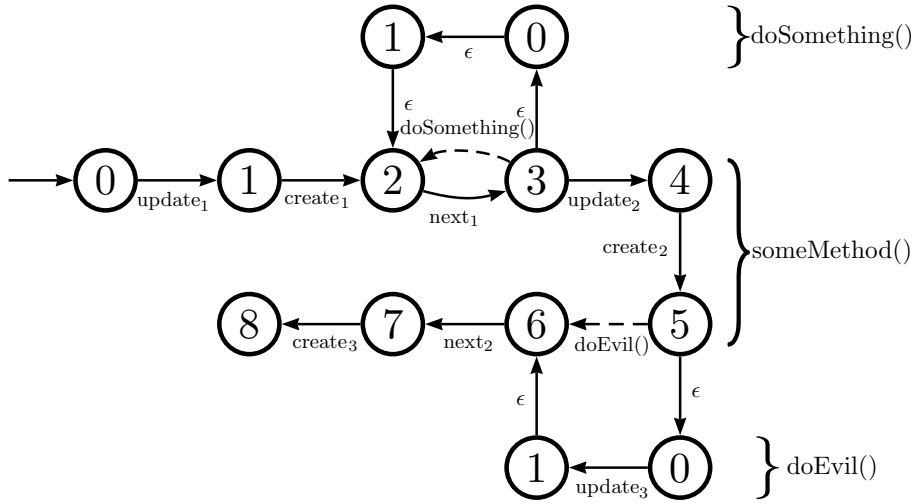 1 0 doSomething()
ϵ
ϵ ϵ
doSomething()
0 1 2 3 4
update₁ create₁ next₁ update₂
create₂ someMethod()
8 7 6 5
create₃ next₂ doEvil()
ϵ ϵ
1 0 doEvil()
update₃